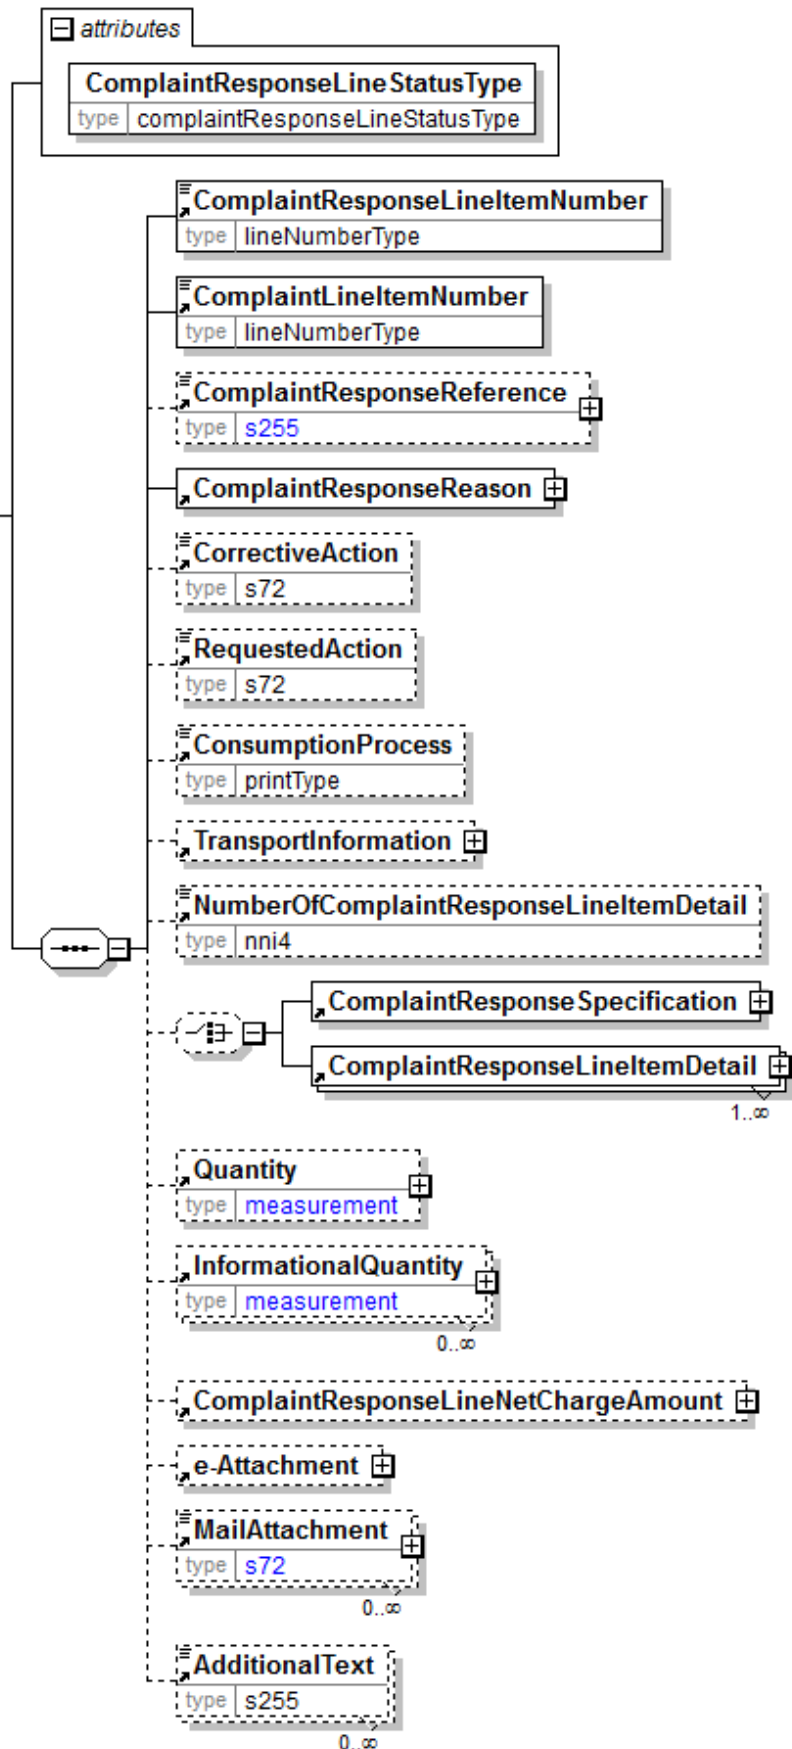 attributes
ComplaintResponseLineStatusType
type complaintResponseLineStatusType
ComplaintResponseLineItemNumber
type lineNumberType
ComplaintLineItemNumber
type lineNumberType
ComplaintResponseReference
type s255
ComplaintResponseReason
CorrectiveAction
type s72
RequestedAction
type s72
ConsumptionProcess
type printType
TransportInformation
NumberOfComplaintResponseLineItemDetail
type nni4
ComplaintResponseSpecification
ComplaintResponseLineItemDetail
1..∞
Quantity
type measurement
InformationalQuantity
type measurement
0..∞
ComplaintResponseLineNetChargeAmount
e-Attachment
MailAttachment
type s72
0..∞
AdditionalText
type s255
0..∞